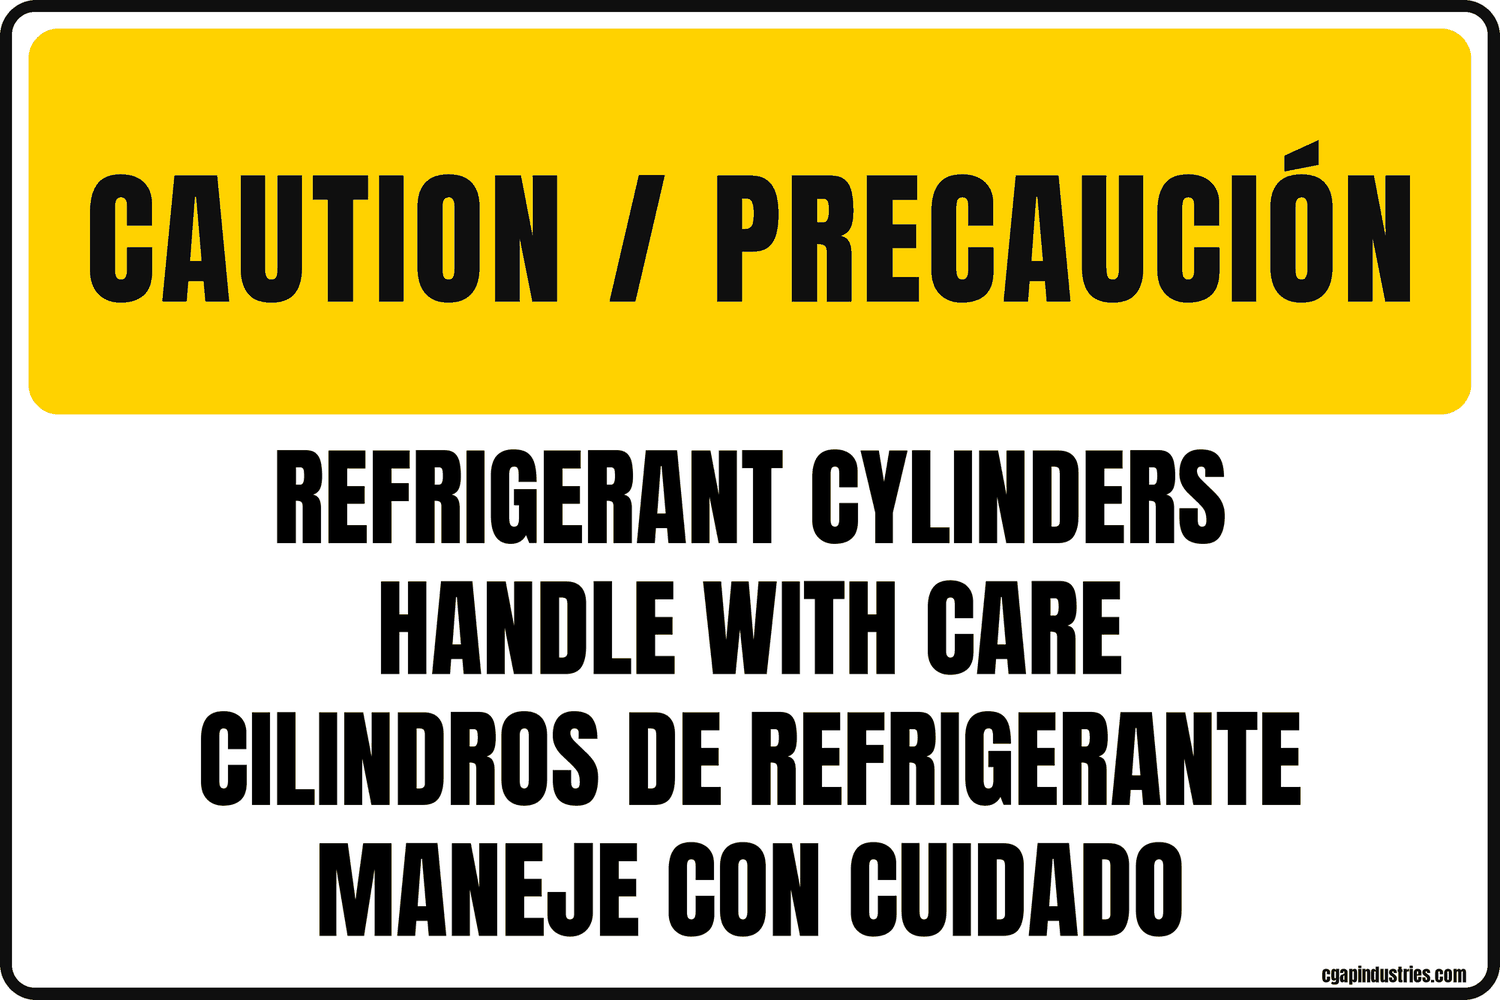 CAUTION / PRECAUCIÓN
REFRIGERANT CYLINDERS
HANDLE WITH CARE
CILINDROS DE REFRIGERANTE
MANEJE CON CUIDADO
cgapindustries.com